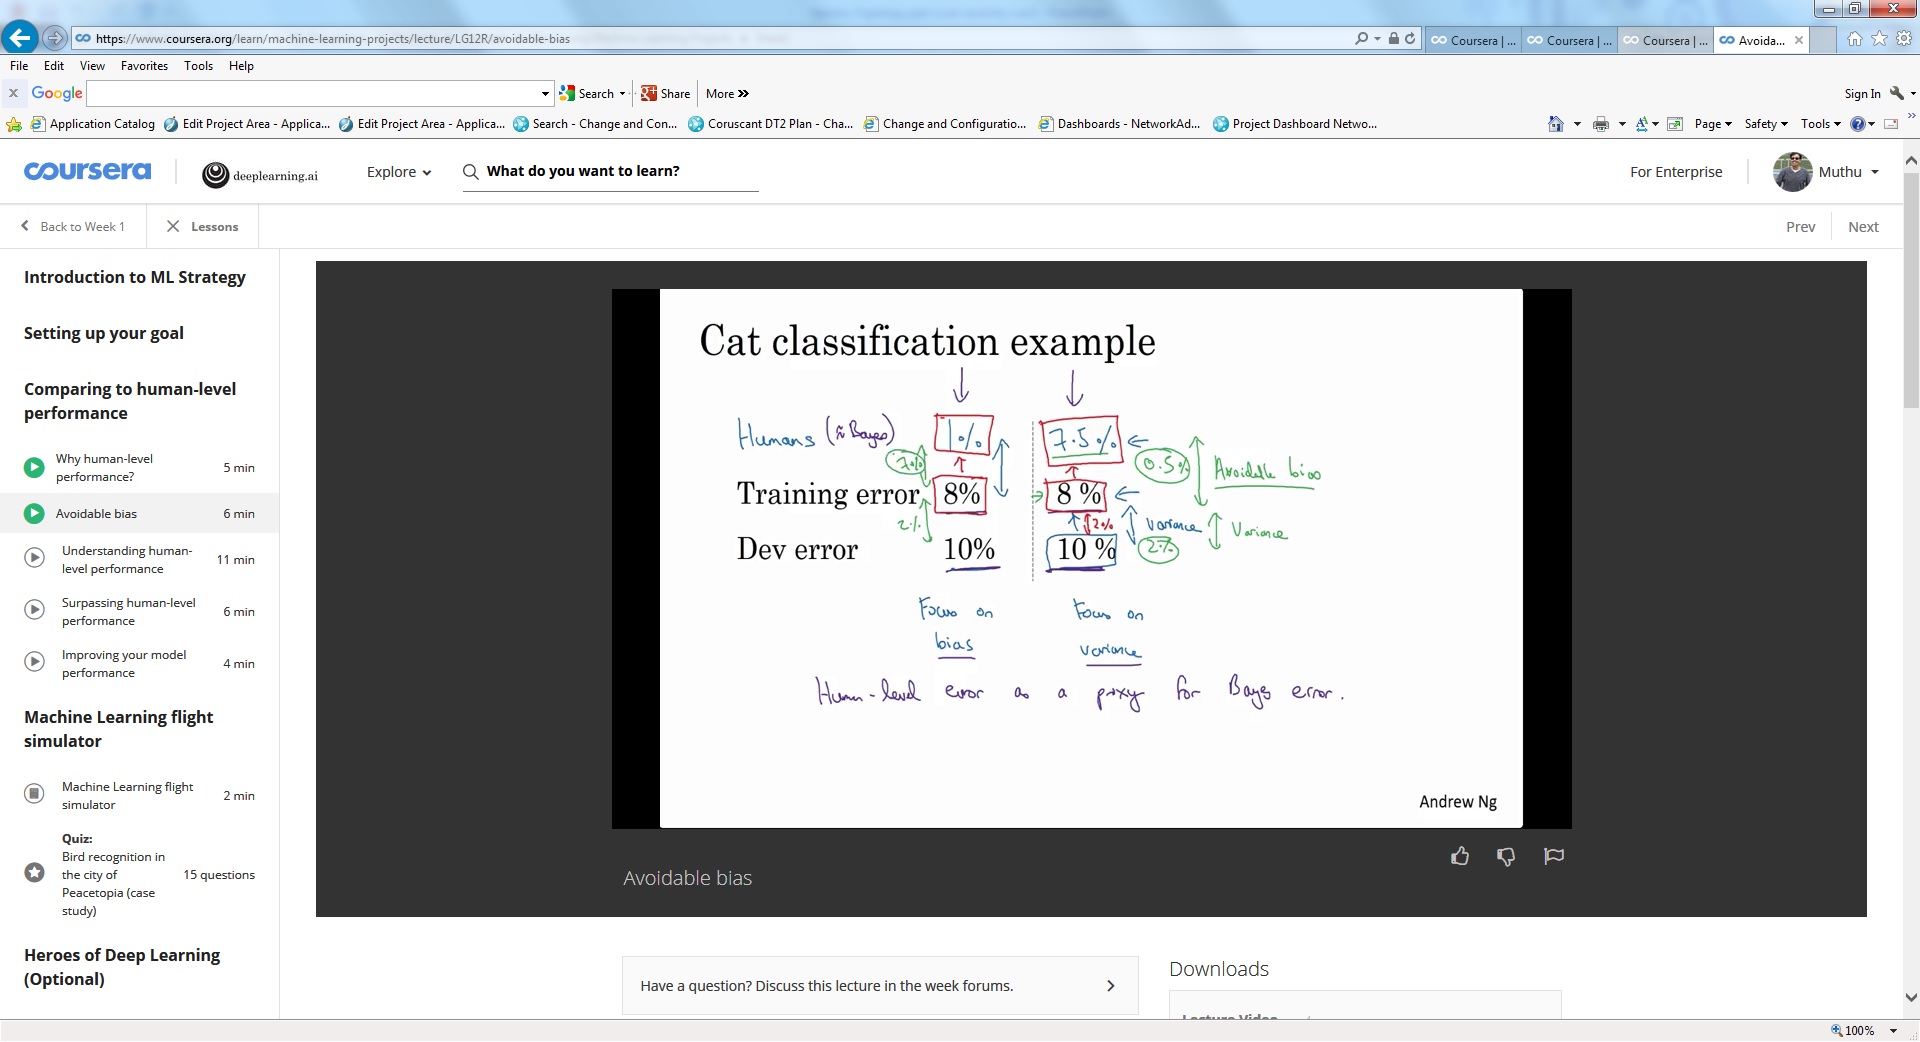 https://www.coursera.org/learn/machine-learning-projects/lecture/LG12R/avoidable-bias
Coursera | ...
Coursera | ...
Coursera | ...
Avoida...
File Edit View Favorites Tools Help
x Google Search Share More »
Sign In
Application Catalog Edit Project Area - Applica... Edit Project Area - Applica... Search - Change and Con... Coruscant DT2 Plan - Cha... Change and Configuratio... Dashboards - NetworkAd... Project Dashboard Netwo...
Page Safety Tools
coursera deeplearning.ai Explore What do you want to learn? For Enterprise Muthu
Back to Week 1 Lessons Prev Next
Introduction to ML Strategy
Setting up your goal
Comparing to human-level
performance
Why human-level
performance?
5 min
Avoidable bias 6 min
Understanding human-
level performance
11 min
Surpassing human-level
performance
6 min
Improving your model
performance
4 min
Machine Learning flight
simulator
Machine Learning flight
simulator
2 min
Quiz:
Bird recognition in
the city of
Peacetopia (case
study)
15 questions
Heroes of Deep Learning
(Optional)
Cat classification example
Humans (≈ Bayes) 1% 7.5%
7% 0.5% Avoidable bias
Training error 8% 8 %
2% 2% Variance Variance
Dev error 10% 10 % 2%
Focus on
bias
Focus on
variance
Human-level error as a proxy for Bayes error.
Andrew Ng
Avoidable bias
Have a question? Discuss this lecture in the week forums.
Downloads
Lecture Video
100%